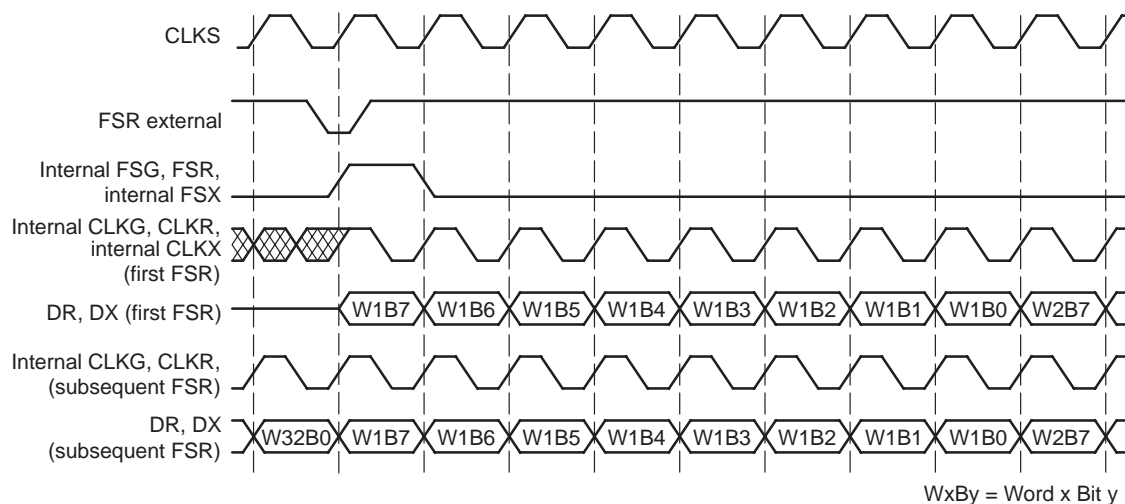 CLKS
FSR external
Internal FSG, FSR,
internal FSX
Internal CLKG, CLKR,
internal CLKX
(first FSR)
DR, DX (first FSR)
W1B7 W1B6 W1B5 W1B4 W1B3 W1B2 W1B1 W1B0 W2B7
Internal CLKG, CLKR,
(subsequent FSR)
DR, DX
(subsequent FSR)
W32B0 W1B7 W1B6 W1B5 W1B4 W1B3 W1B2 W1B1 W1B0 W2B7
WxBy = Word x Bit y